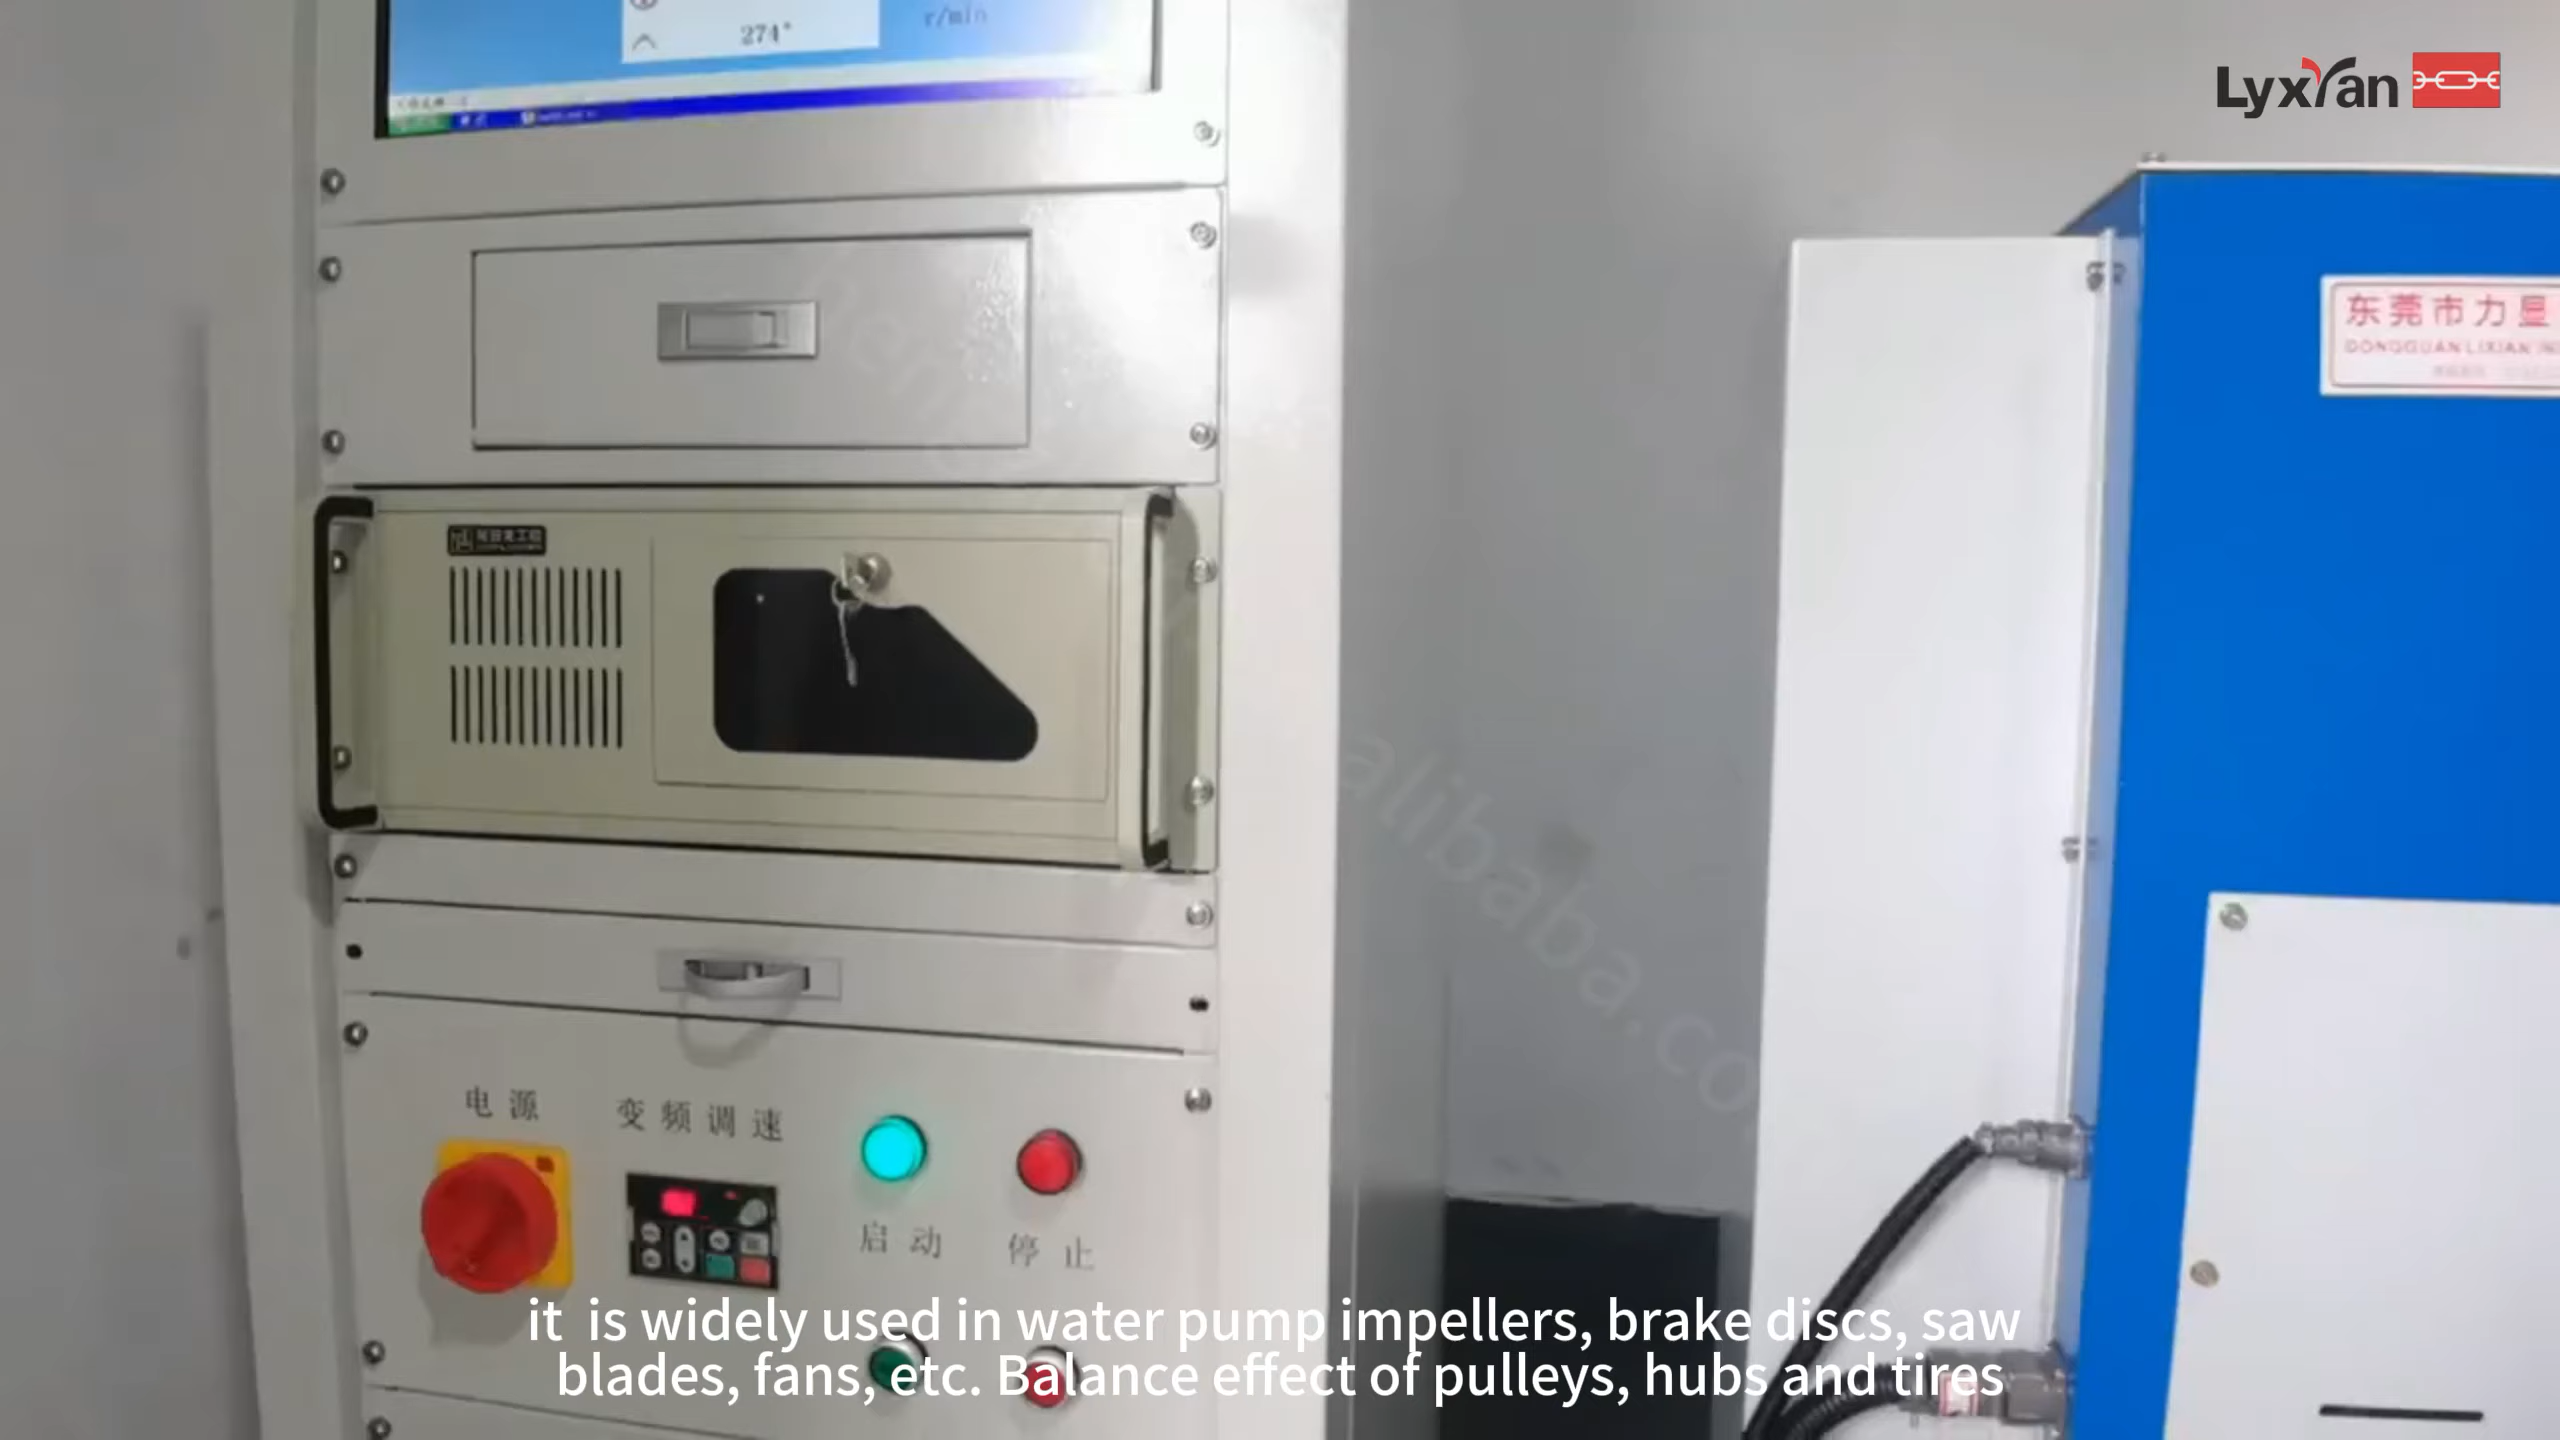 r/min
274°
Lyxian
东莞市力显
DONGGUAN LIXIAN
alibaba.co
电源
变频调速
启动
停止
it is widely used in water pump impellers, brake discs, saw
blades, fans, etc. Balance effect of pulleys, hubs and tires